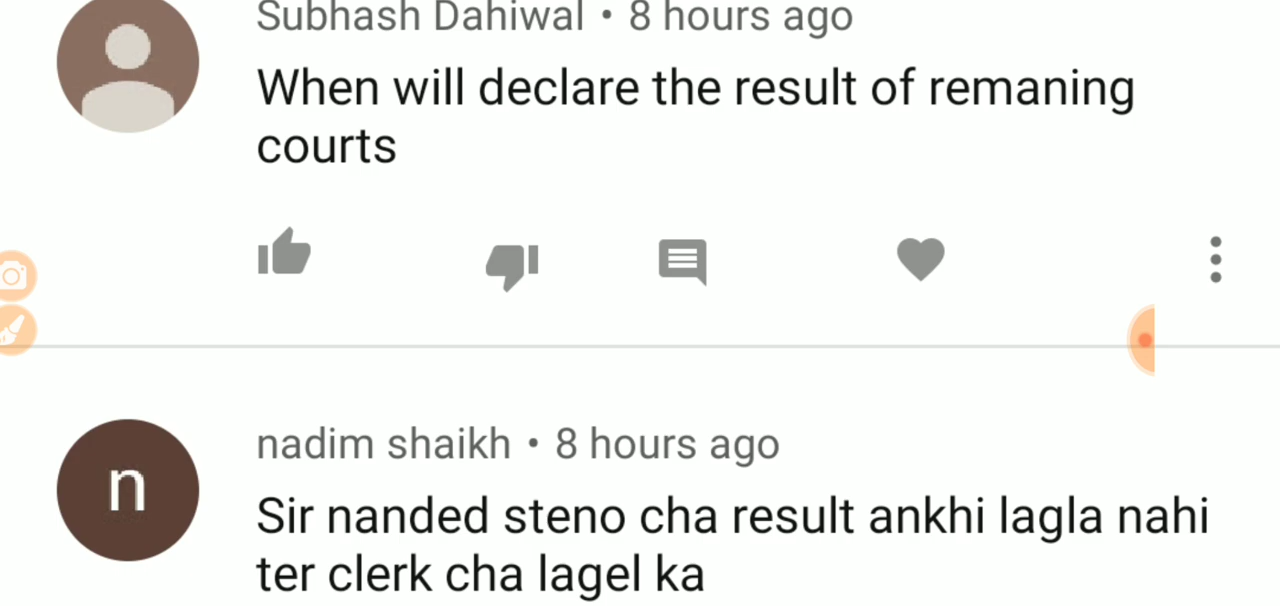 Subhash Dahiwal • 8 hours ago
When will declare the result of remaning
courts
n
nadim shaikh • 8 hours ago
Sir nanded steno cha result ankhi lagla nahi
ter clerk cha lagel ka